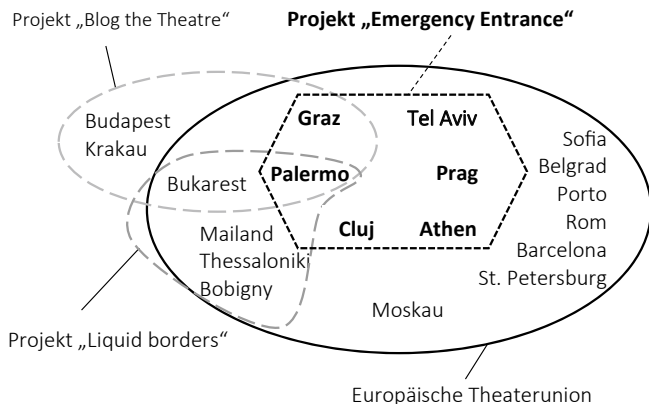 Projekt „Blog the Theatre“
Projekt „Emergency Entrance“
Budapest
Krakau
Graz
Tel Aviv
Bukarest
Palermo
Prag
Cluj
Athen
Mailand
Thessaloniki
Bobigny
Sofia
Belgrad
Porto
Rom
Barcelona
St. Petersburg
Moskau
Projekt „Liquid borders“
Europäische Theaterunion